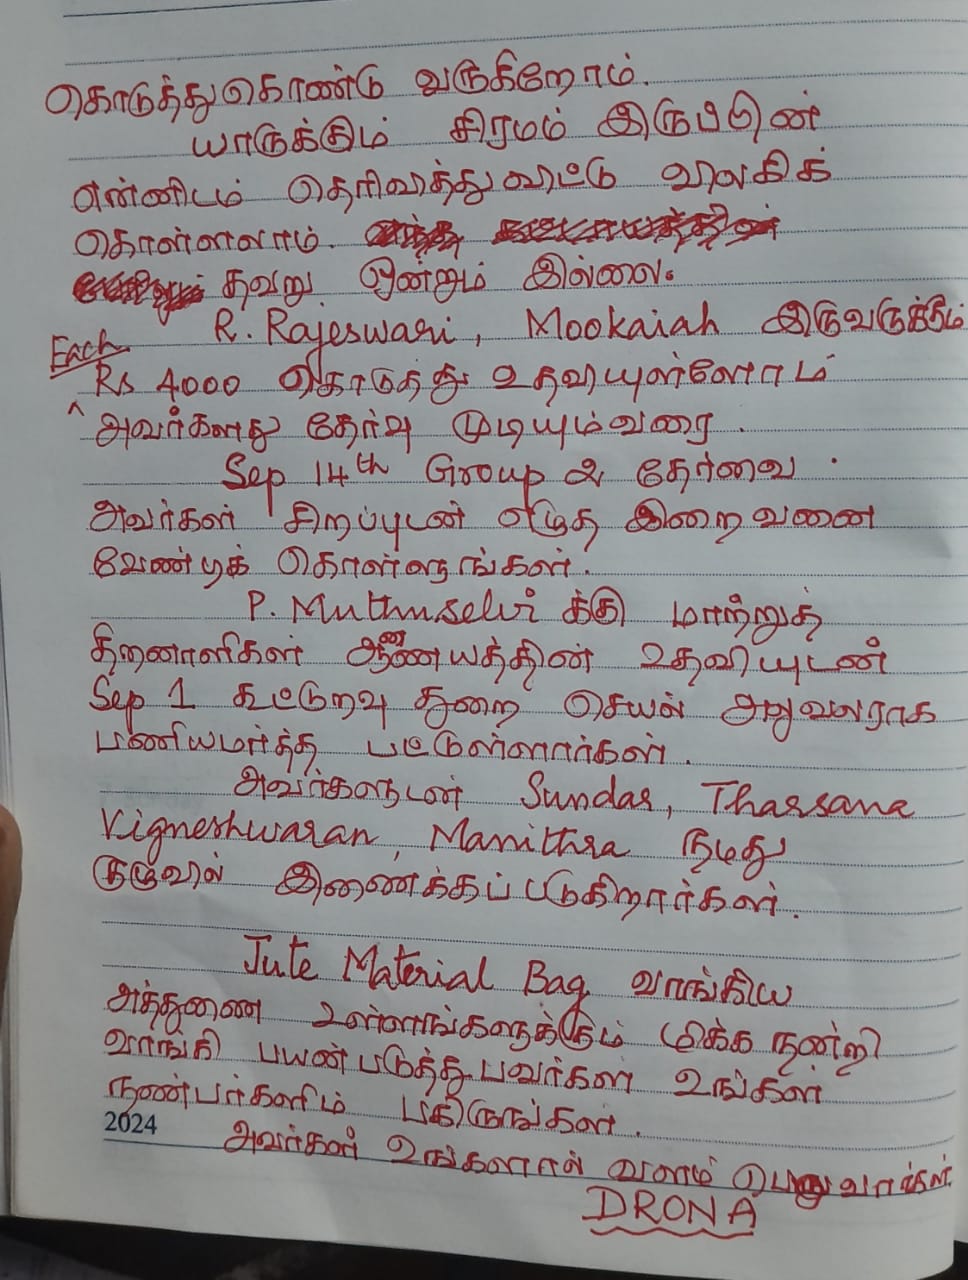 கொடுத்து கொண்டு வருகிறோம்.
யாருக்கும் சிரமம் இருப்பின்
என்னிடம் தெரிவித்து விட்டு விலகிக்
கொள்ளலாம்.
தவறு ஒன்றும் இல்லை.
R. Rajeswari, Mookaiah இருவருக்கும்
Each
Rs 4000 கொடுத்து உதவியுள்ளோம்
^ அவர்களது தேர்வு முடியும்வரை.
Sep 14th Group 2 தேர்வை
அவர்கள் சிறப்புடன் எழுத இறைவனை
வேண்டிக் கொள்ளுங்கள்.
P. Muthuselvi க்கு மாற்றுத்
திறனாளிகள் ஆணையத்தின் உதவியுடன்
Sep 1 கூட்டுறவு துறை செயல் அலுவலராக
பணியமர்த்த பட்டுள்ளார்கள்.
அவர்களுடன் Sundar, Tharsana
Vigneshwaran, Manithra நமது
குழுவில் இணைக்கப் படுகிறார்கள்.
Jute Material Bag வாங்கிய
அத்துணை உள்ளங்களுக்கும் மிக்க நன்றி
வாங்கி பயன்படுத்துபவர்கள் உங்கள்
நண்பர்களிடம் பகிருங்கள்.
2024
அவர்கள் உங்களால் வளம் பெறுவார்கள்.
DRONA